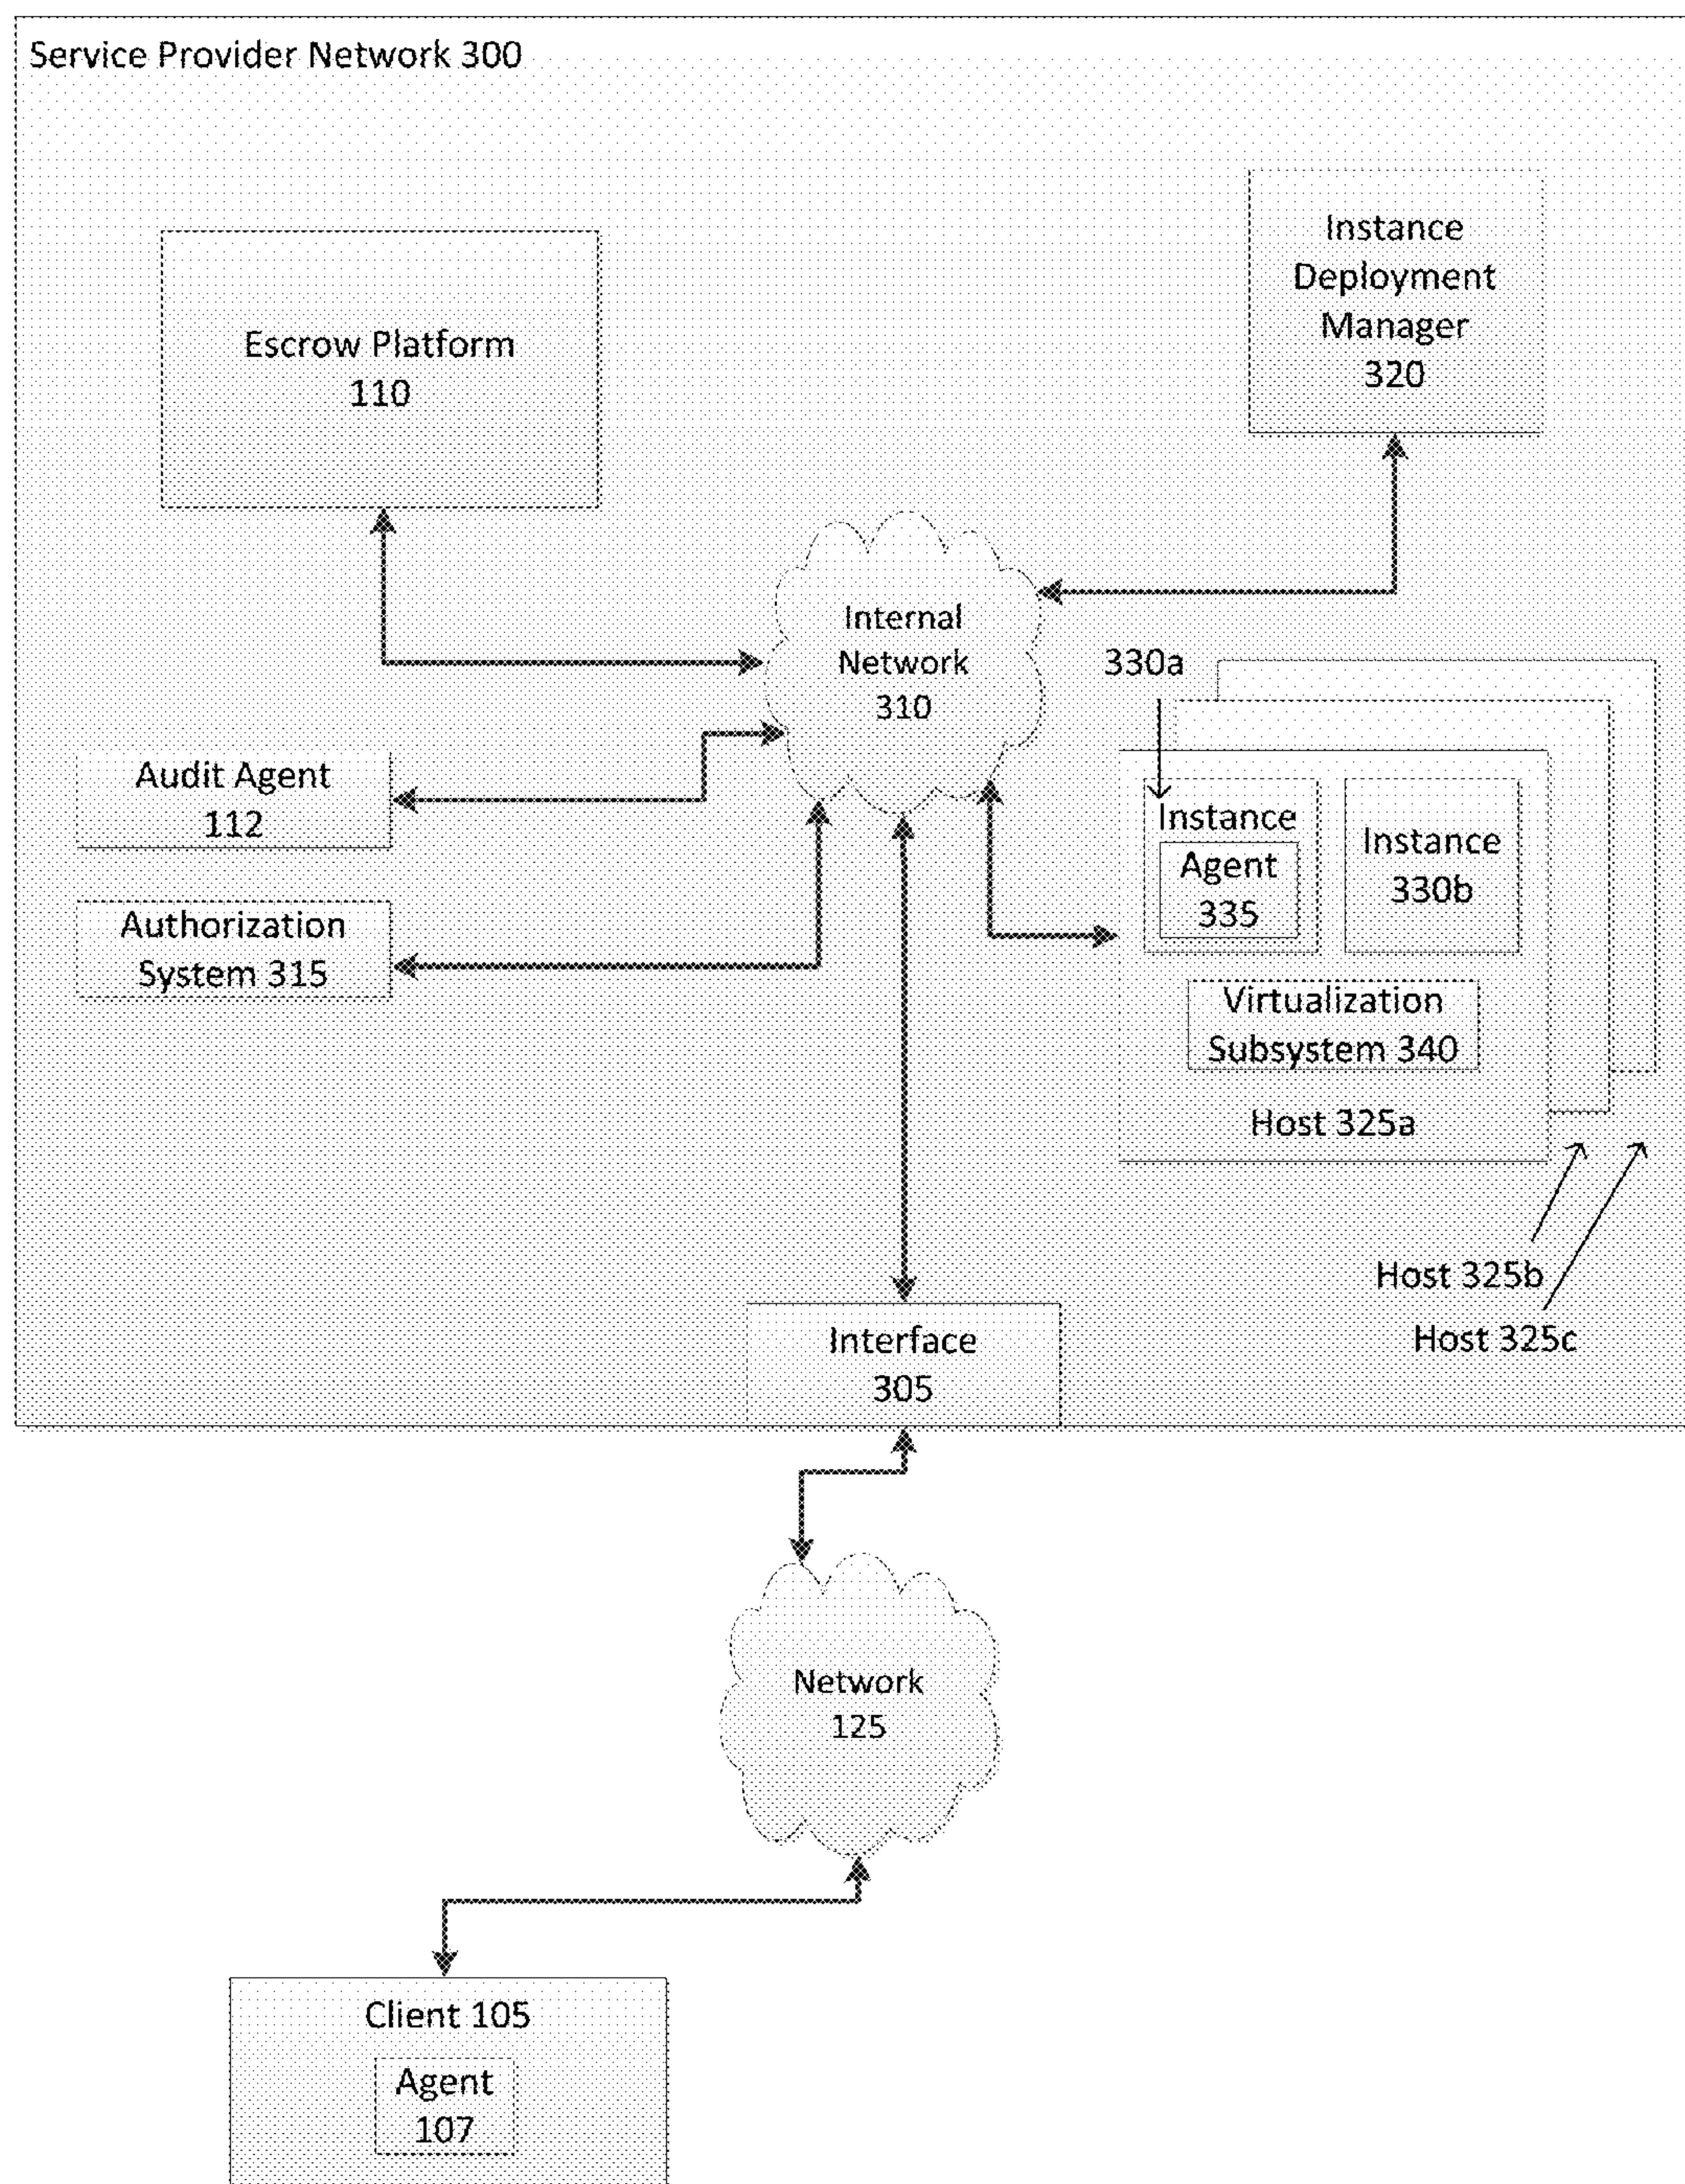 Service Provider Network 300
Instance
Deployment
Manager
320
Escrow Platform
110
Internal
Network
310
330a
Audit Agent
112
Instance
Agent
335
Instance
330b
Authorization
System 315
Virtualization
Subsystem 340
Host 325a
Host 325b
Host 325c
Interface
305
Network
125
Client 105
Agent
107